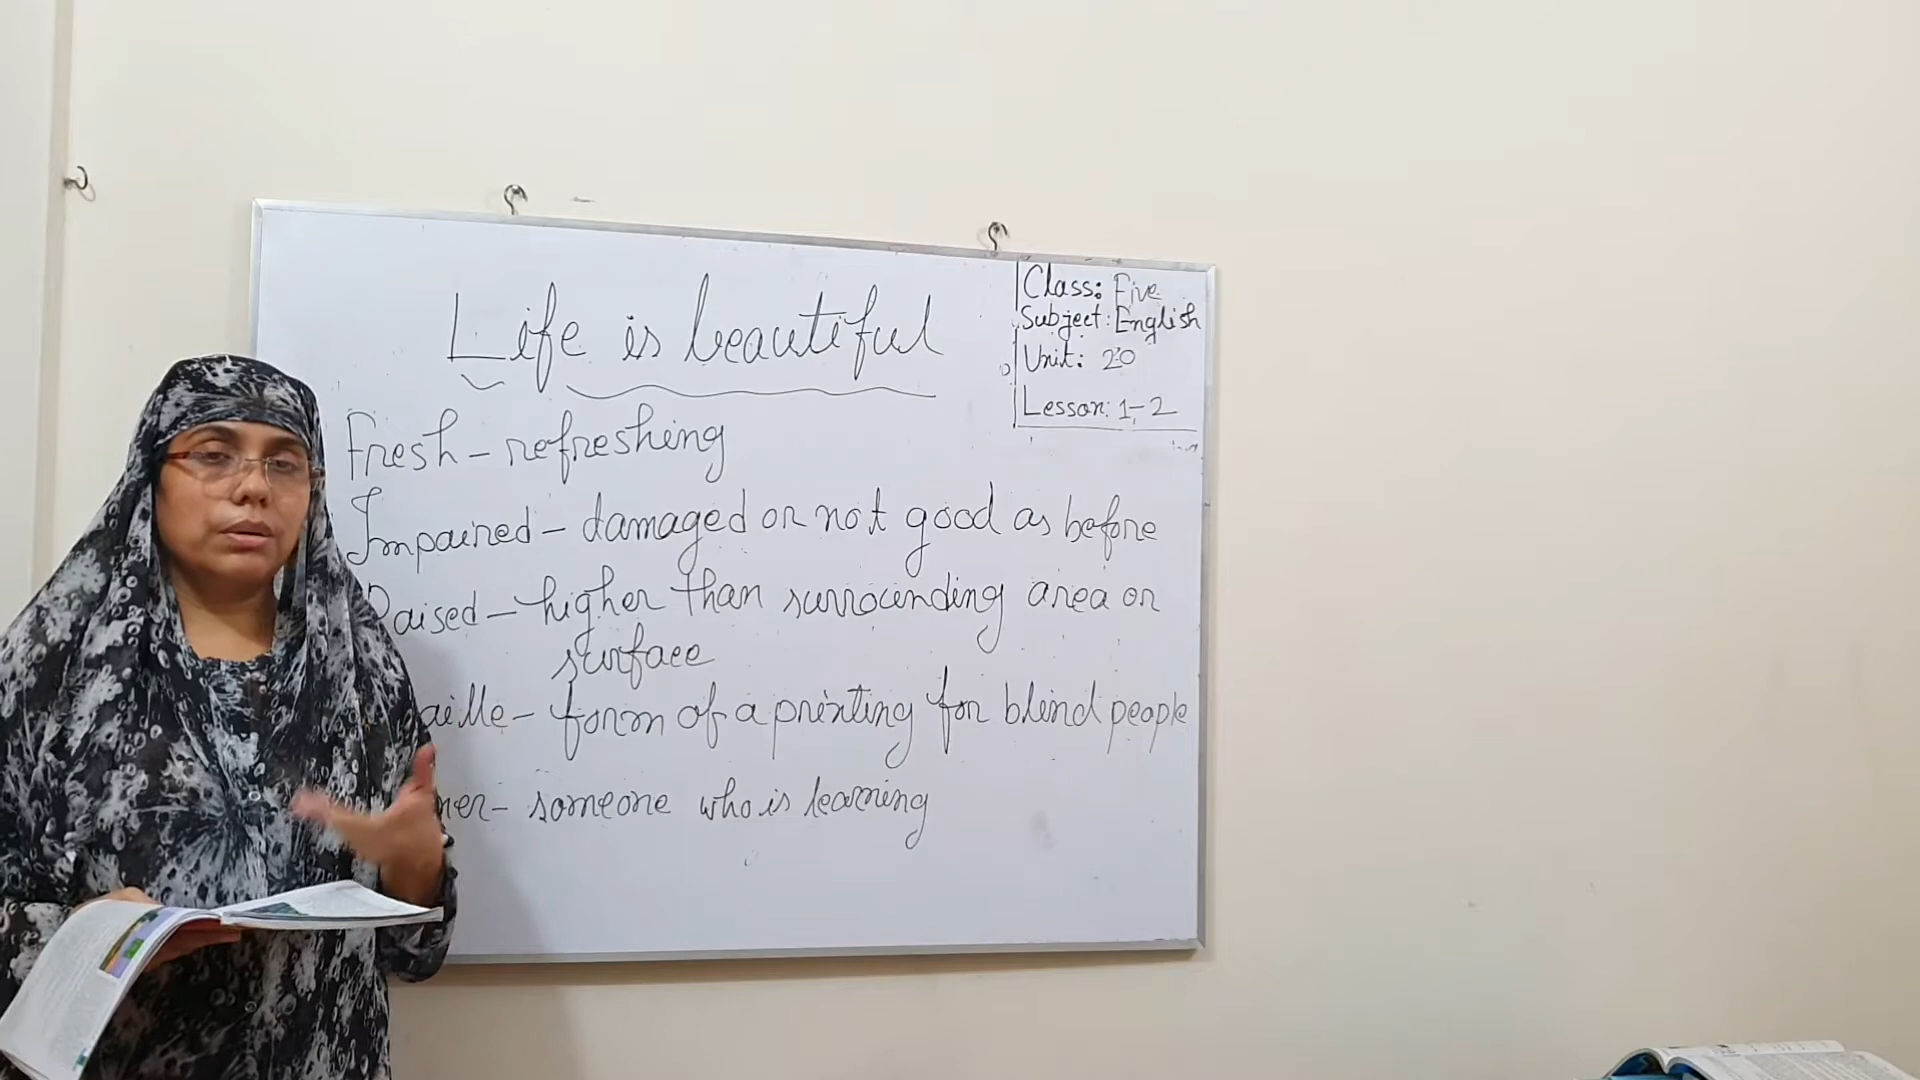 Life is beautiful
Class: Five
Subject: English
Unit: 20
Lesson: 1-2
Fresh - refreshing
Impaired - damaged or not good as before
Raised - higher than surrounding area or
surface
aille - form of a printing for blind people
ner - someone who is learning